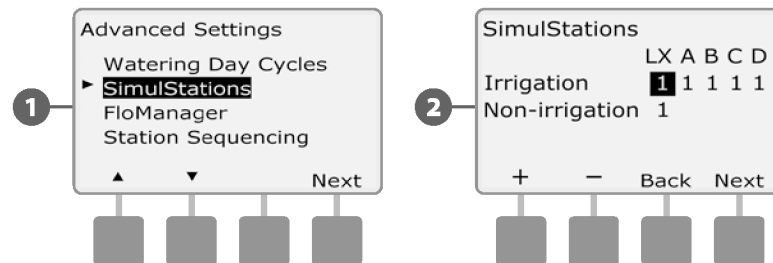 1
Advanced Settings
Watering Day Cycles
► SimulStations
FloManager
Station Sequencing
▲ ▼ Next
2
SimulStations
LX A B C D
Irrigation 1 1 1 1 1
Non-irrigation 1
+ − Back Next